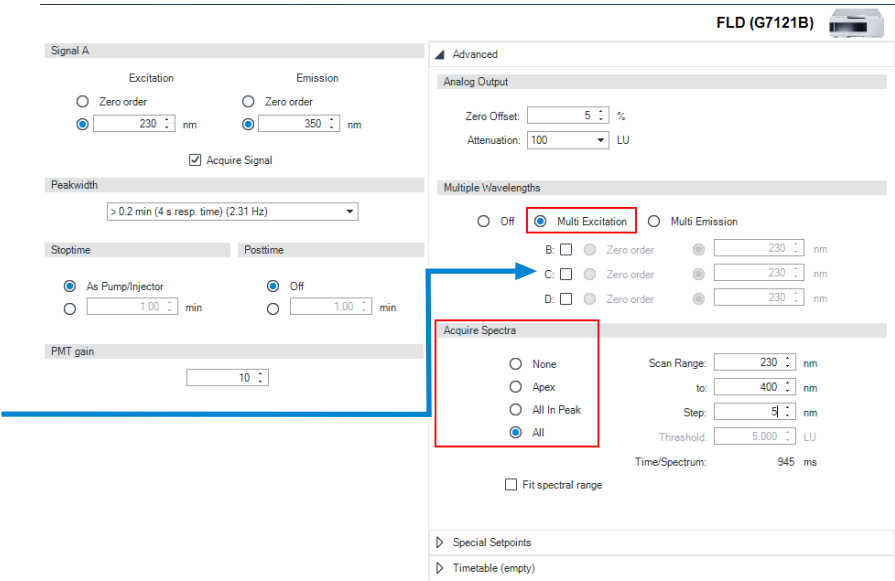 FLD (G7121B)
Signal A
Excitation Emission
Zero order Zero order
230 nm 350 nm
Acquire Signal
Peakwidth
> 0.2 min (4 s resp. time) (2.31 Hz)
Stoptime Posttime
As Pump/Injector Off
1.00 min 1.00 min
PMT gain
10
Advanced
Analog Output
Zero Offset: 5 %
Attenuation: 100 LU
Multiple Wavelengths
Off Multi Excitation Multi Emission
B: Zero order 230 nm
C: Zero order 230 nm
D: Zero order 230 nm
Acquire Spectra
None Scan Range: 230 nm
Apex to: 400 nm
All In Peak Step: 5 nm
All Threshold: 5.000 LU
Time/Spectrum: 945 ms
Fit spectral range
Special Setpoints
Timetable (empty)